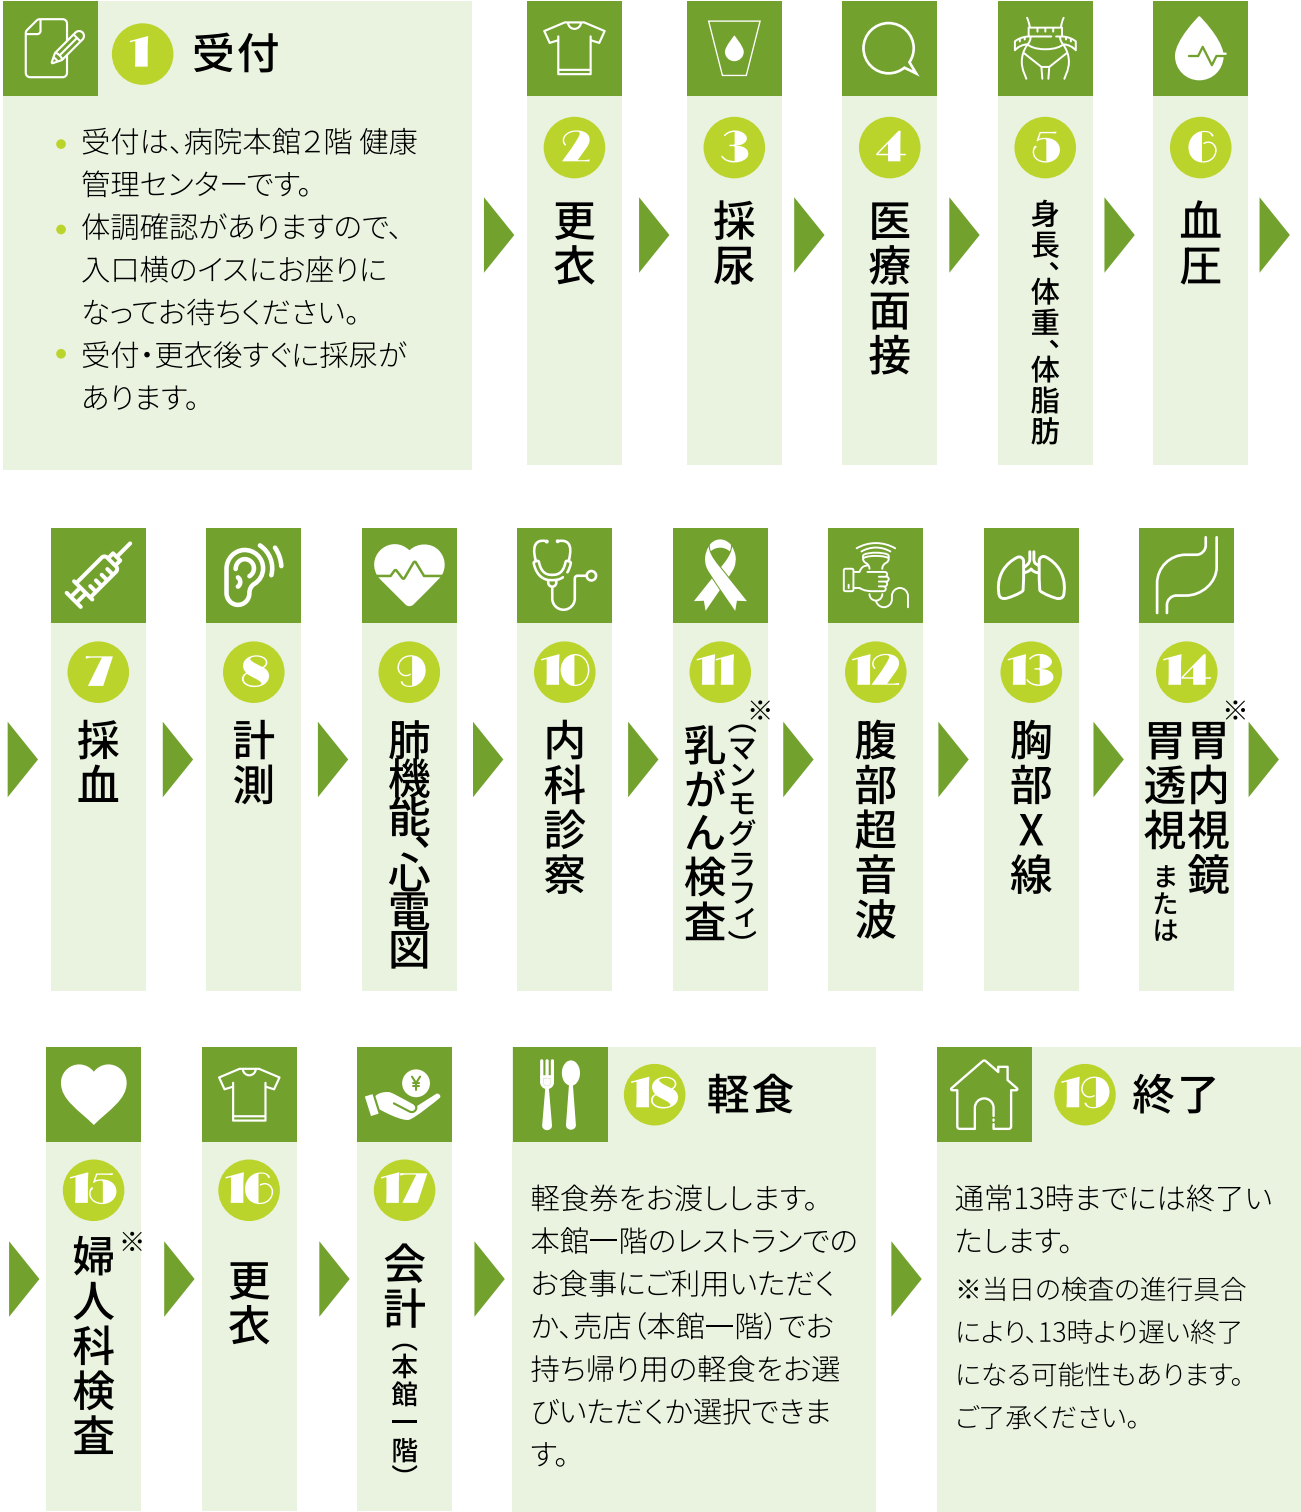 1 受付
• 受付は、病院本館２階 健康
管理センターです。
• 体調確認がありますので、
入口横のイスにお座りに
なってお待ちください。
• 受付・更衣後すぐに採尿が
あります。
2
更衣
3
採尿
4
医療面接
5
身長、体重、体脂肪
6
血圧
7
採血
8
計測
9
肺機能、心電図
10
内科診察
11
※
乳がん検査
（マンモグラフィ）
12
腹部超音波
13
胸部X線
14
※
胃内視鏡
または
胃透視
15
※
婦人科検査
16
更衣
¥
17
会計
（本館一階）
18 軽食
軽食券をお渡しします。
本館一階のレストランでの
お食事にご利用いただく
か、売店（本館一階）でお
持ち帰り用の軽食をお選
びいただくか選択できま
す。
19 終了
通常13時までには終了い
たします。
※当日の検査の進行具合
により、13時より遅い終了
になる可能性もあります。
ご了承ください。